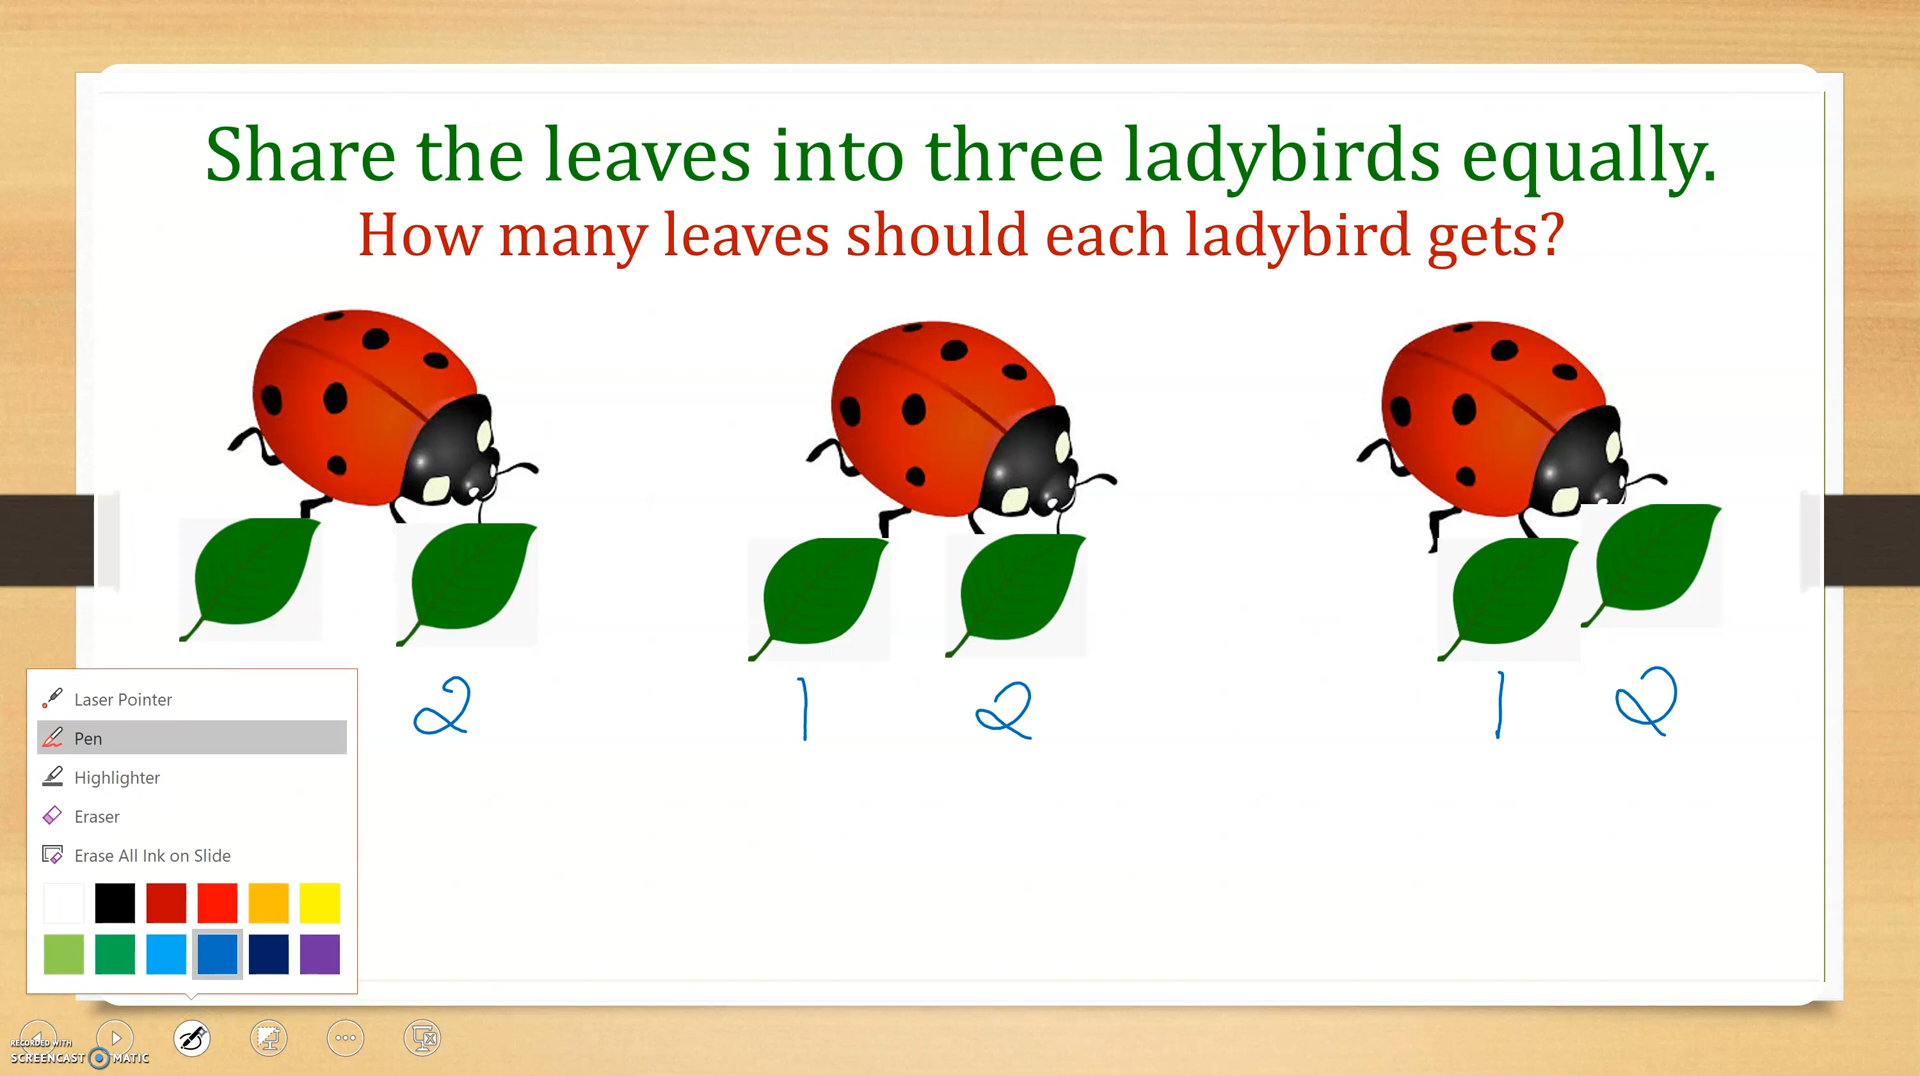 Share the leaves into three ladybirds equally.
How many leaves should each ladybird gets?
2 1 2 1 2
Laser Pointer
Pen
Highlighter
Eraser
Erase All Ink on Slide
RECORDED WITH
SCREENCAST MATIC